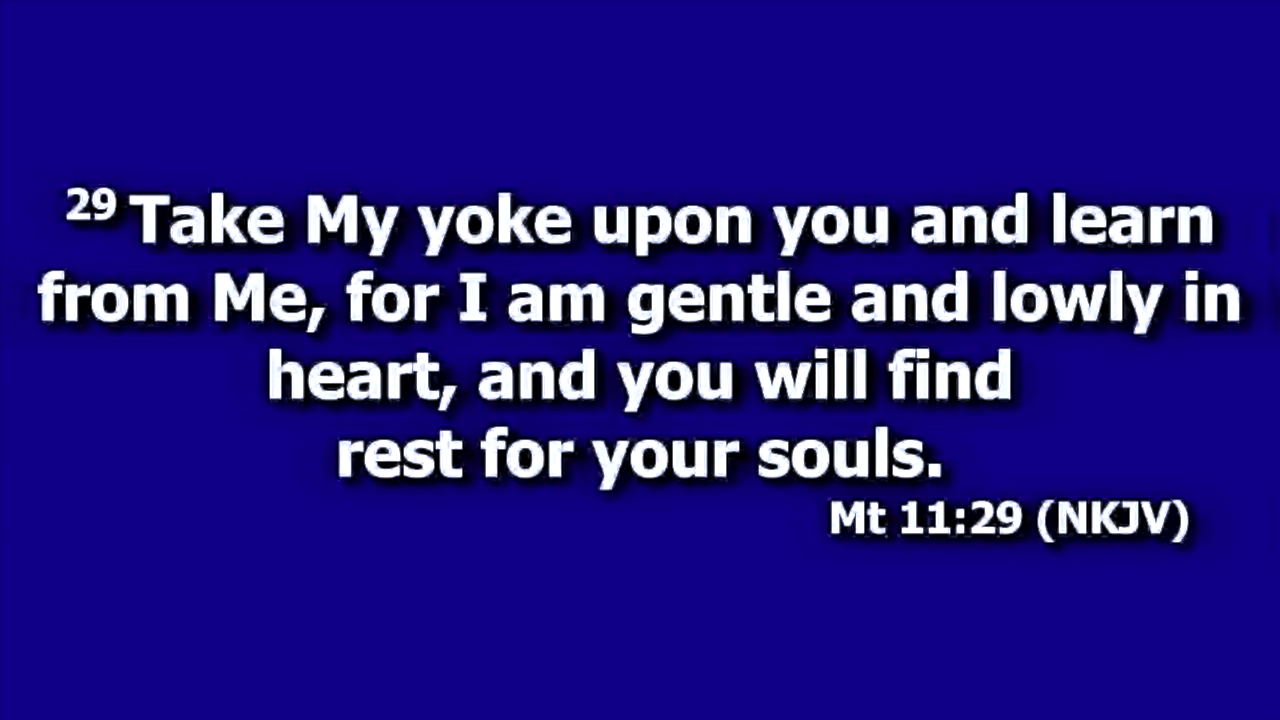 29 Take My yoke upon you and learn
from Me, for I am gentle and lowly in
heart, and you will find
rest for your souls.
Mt 11:29 (NKJV)